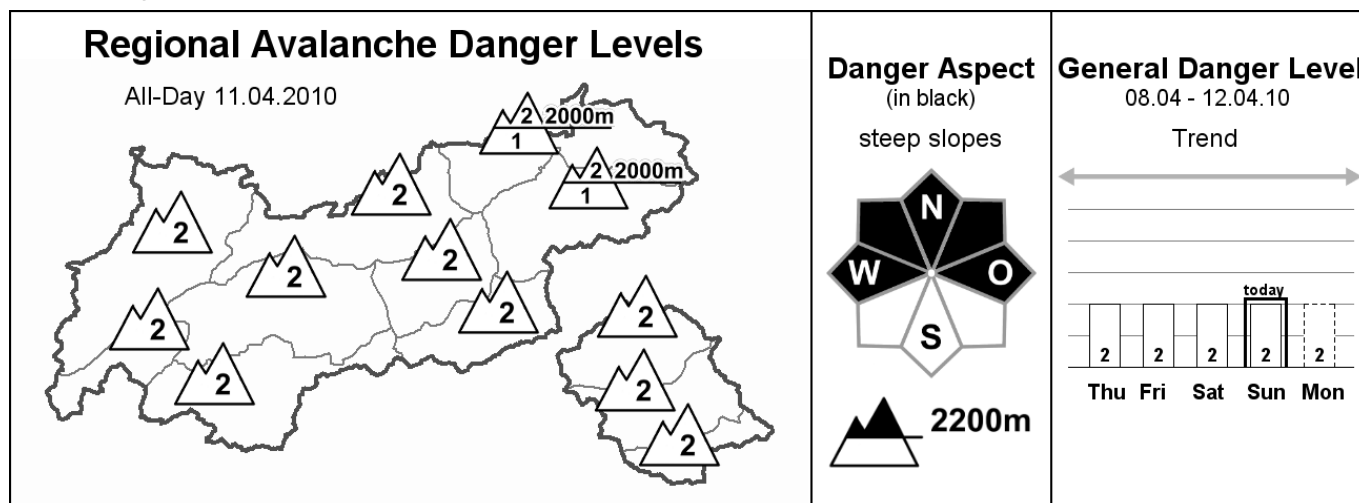 Regional Avalanche Danger Levels
All-Day 11.04.2010
2 2000m
1
2 2000m
1
2
2
2
2
2
2
2
2
2
2
Danger Aspect
(in black)
steep slopes
N
W
O
S
2200m
General Danger Level
08.04 - 12.04.10
Trend
today
2 2 2 2 2
Thu Fri Sat Sun Mon